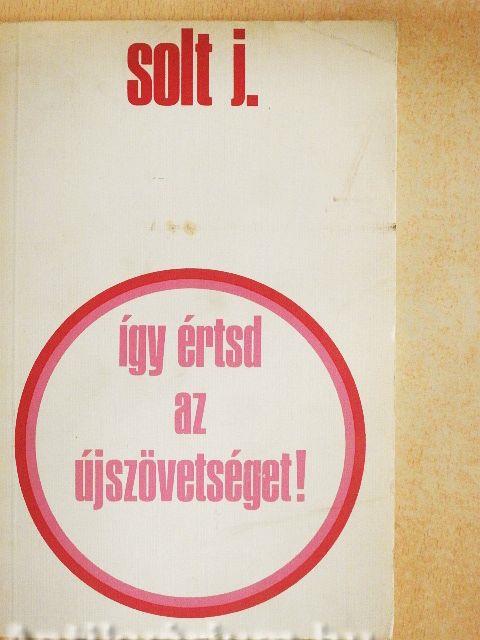 solt j.
így értsd
az
újszövetséget!